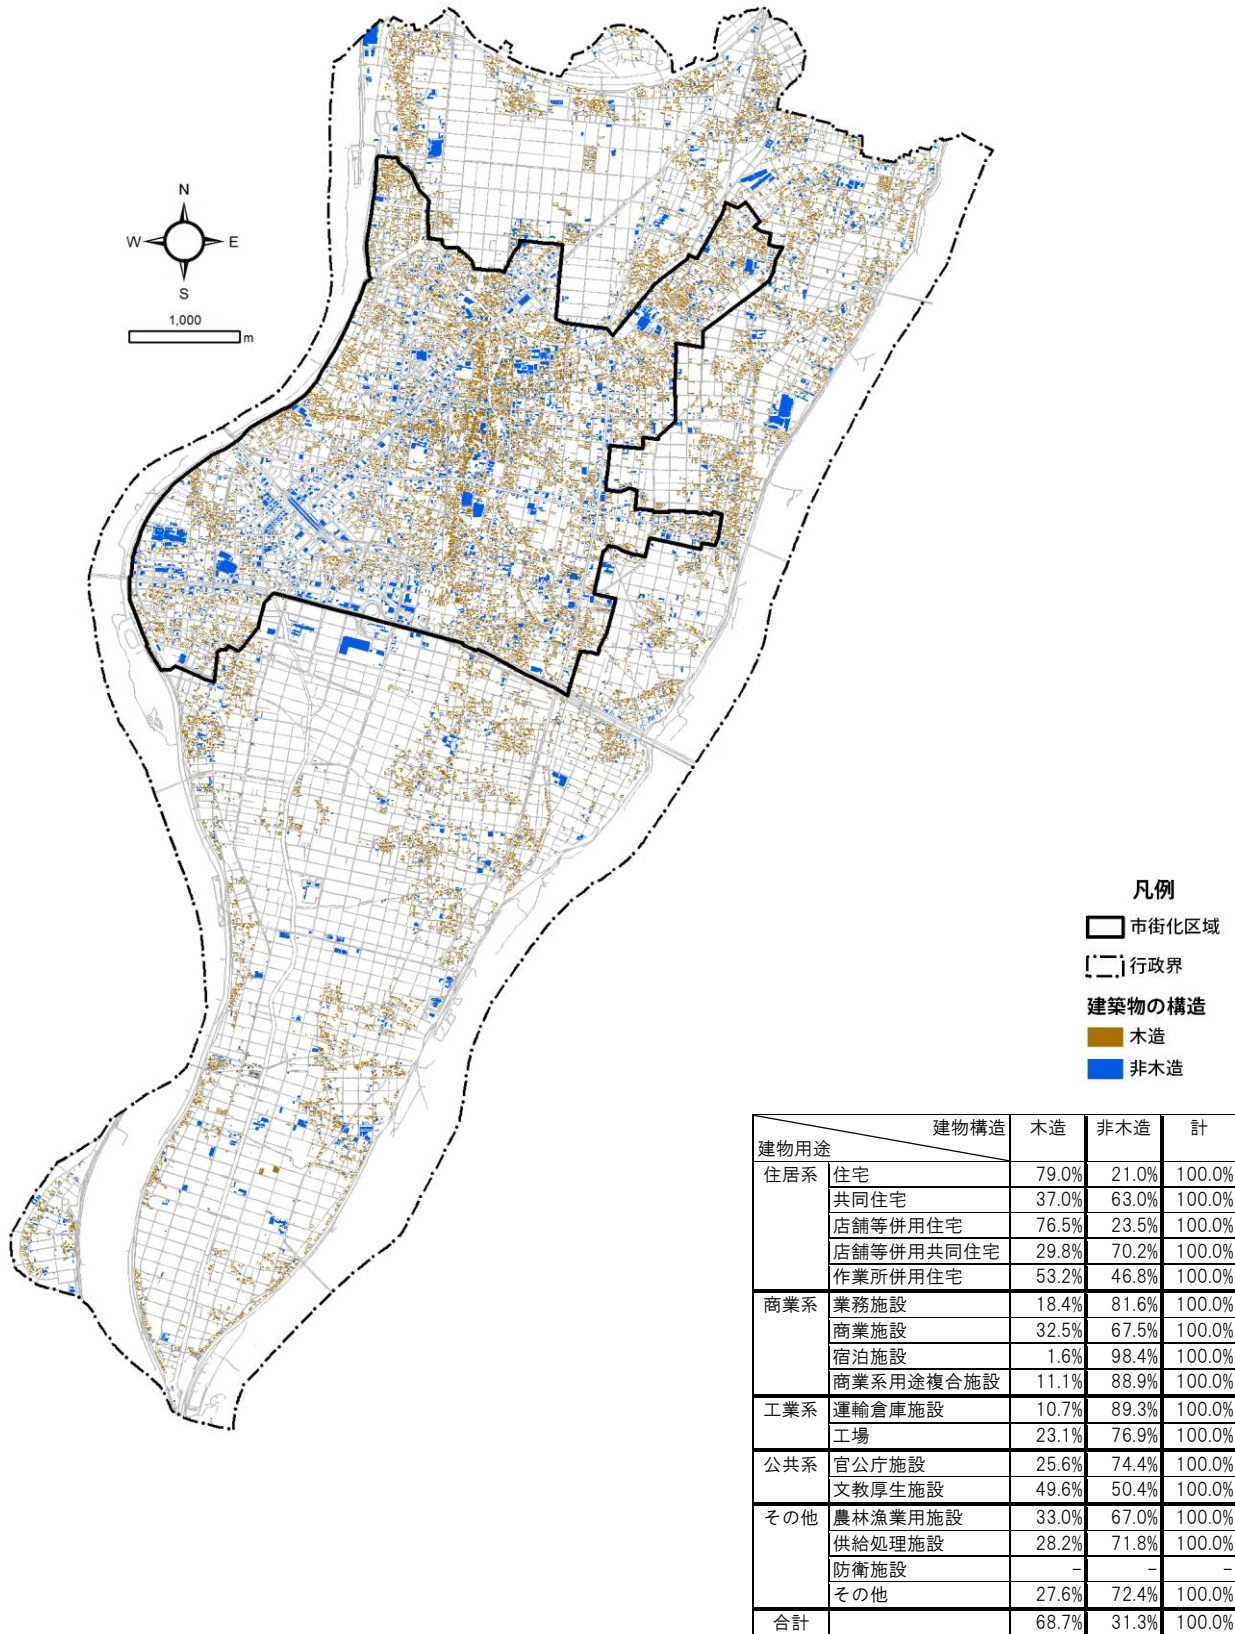 N
W E
S
1,000
m
凡例
市街化区域
行政界
建築物の構造
木造
非木造
建物構造 木造 非木造 計
建物用途
住居系 住宅 79.0% 21.0% 100.0%
共同住宅 37.0% 63.0% 100.0%
店舗等併用住宅 76.5% 23.5% 100.0%
店舗等併用共同住宅 29.8% 70.2% 100.0%
作業所併用住宅 53.2% 46.8% 100.0%
商業系 業務施設 18.4% 81.6% 100.0%
商業施設 32.5% 67.5% 100.0%
宿泊施設 1.6% 98.4% 100.0%
商業系用途複合施設 11.1% 88.9% 100.0%
工業系 運輸倉庫施設 10.7% 89.3% 100.0%
工場 23.1% 76.9% 100.0%
公共系 官公庁施設 25.6% 74.4% 100.0%
文教厚生施設 49.6% 50.4% 100.0%
その他 農林漁業用施設 33.0% 67.0% 100.0%
供給処理施設 28.2% 71.8% 100.0%
防衛施設 - - -
その他 27.6% 72.4% 100.0%
合計 68.7% 31.3% 100.0%